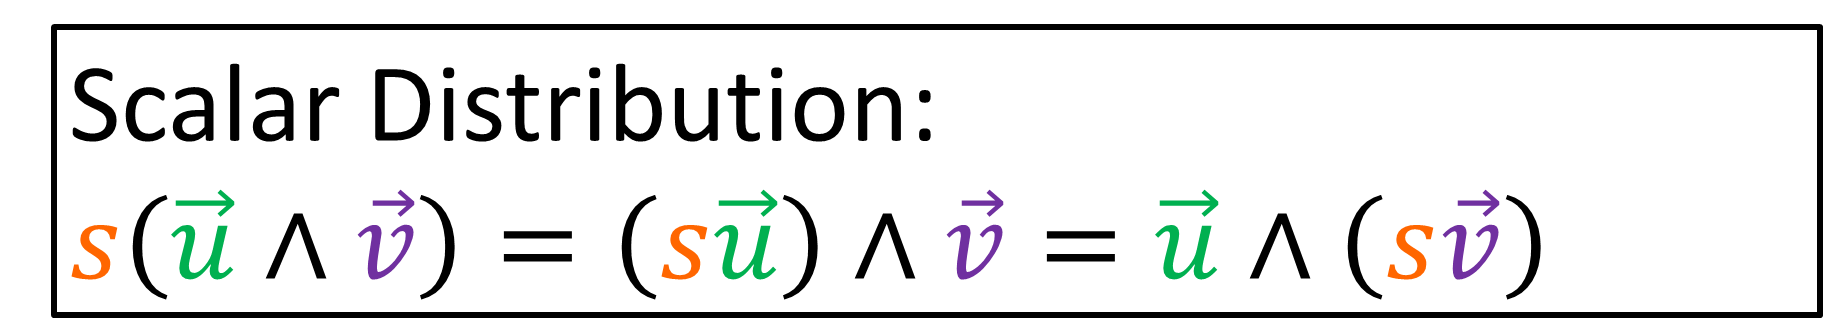 Scalar Distribution:
s(u⃗ ∧ v⃗) = (su⃗) ∧ v⃗ = u⃗ ∧ (sv⃗)